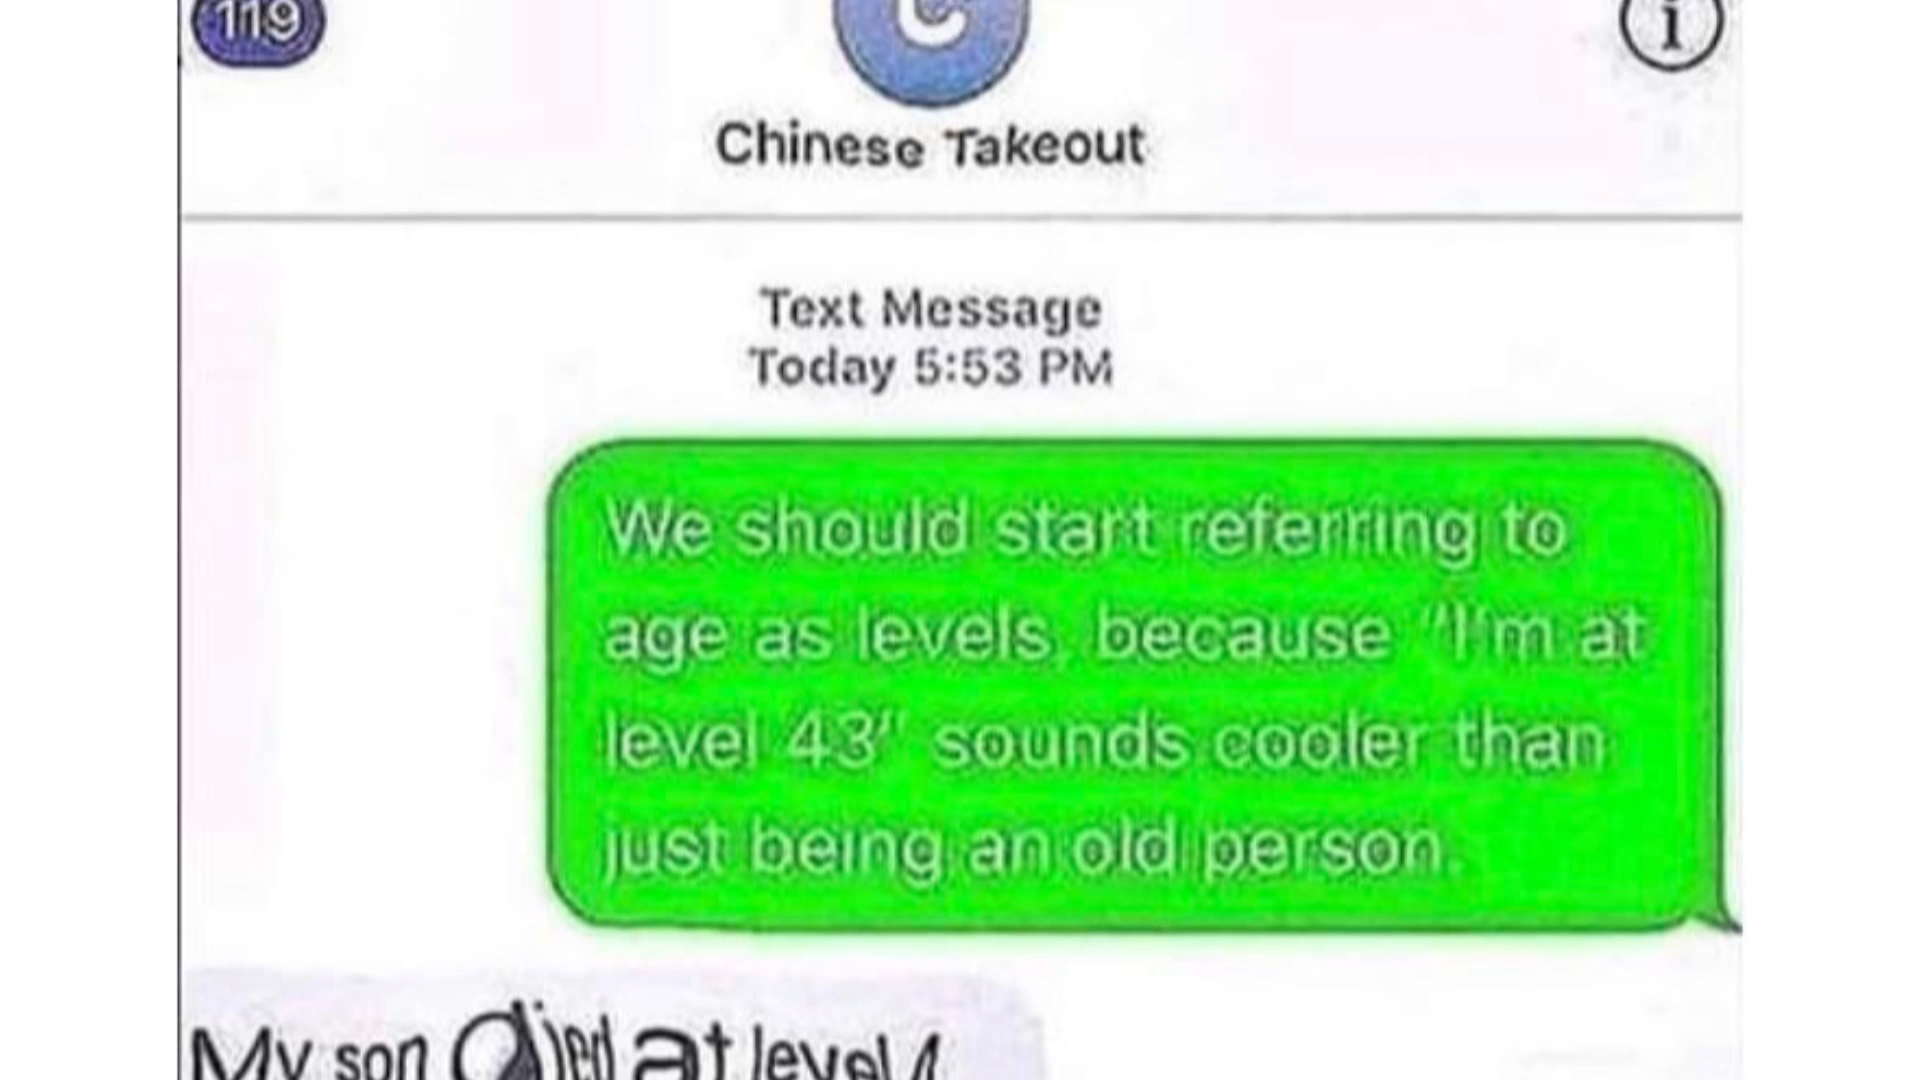 119
C
i
Chinese Takeout
Text Message
Today 5:53 PM
We should start referring to
age as levels, because "I'm at
level 43" sounds cooler than
just being an old person.
My son died at level 4